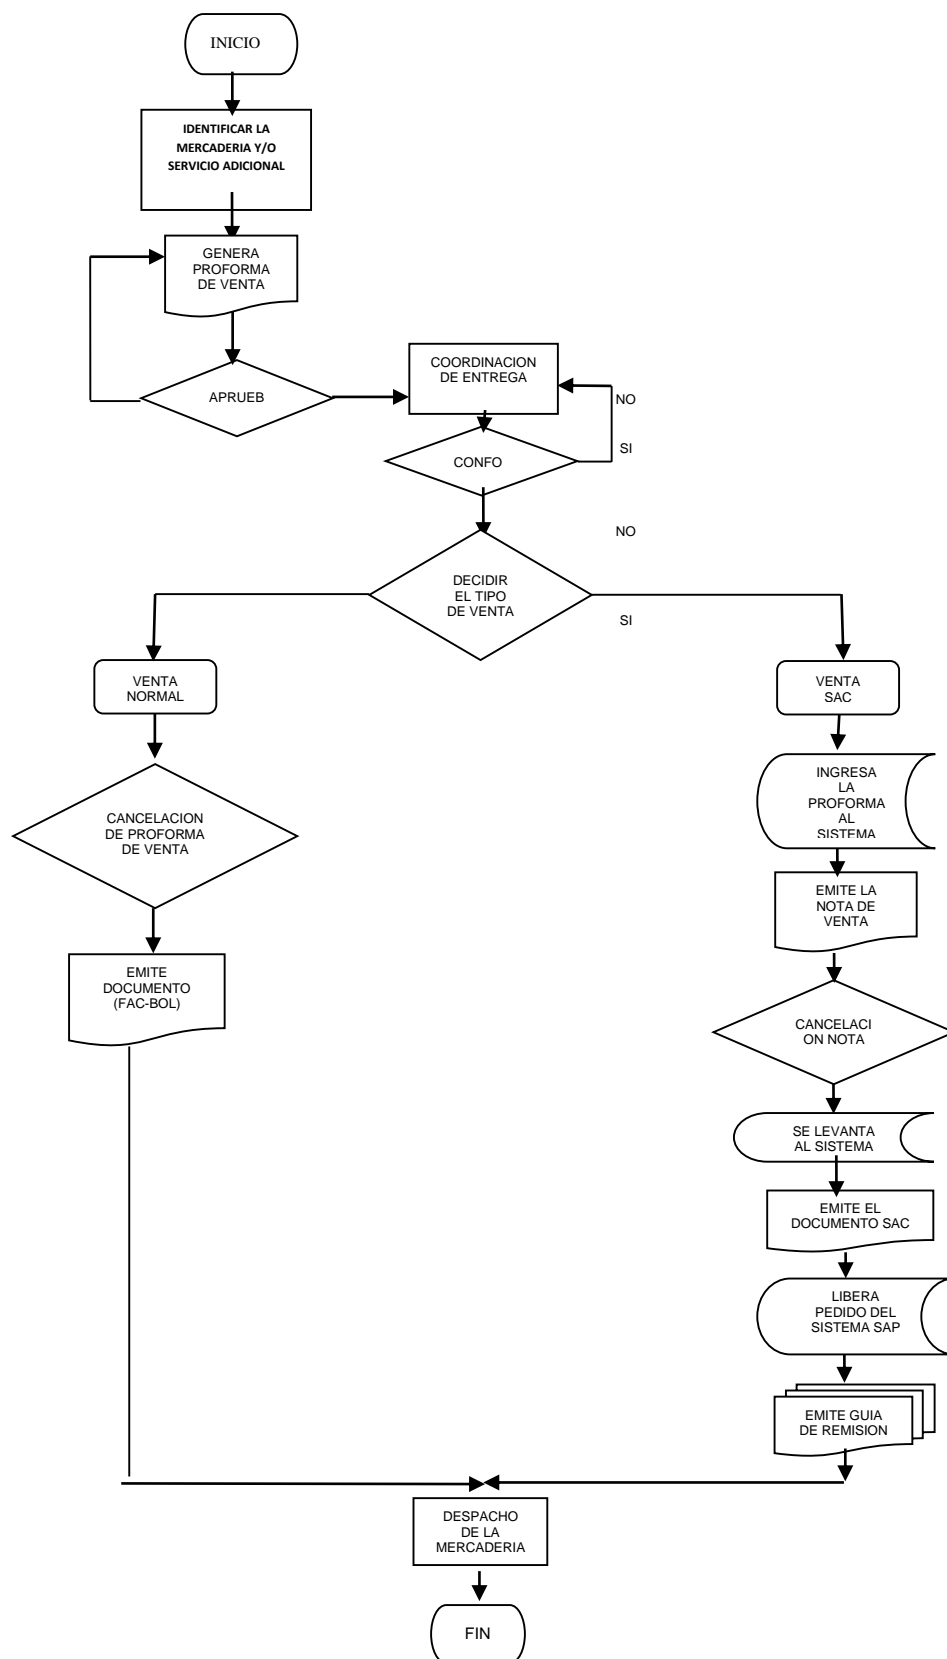 INICIO
IDENTIFICAR LA
MERCADERIA Y/O
SERVICIO ADICIONAL
GENERA
PROFORMA
DE VENTA
APRUEB
COORDINACION
DE ENTREGA
NO
SI
CONFO
NO
DECIDIR
EL TIPO
DE VENTA
SI
VENTA
NORMAL
VENTA
SAC
CANCELACION
DE PROFORMA
DE VENTA
INGRESA
LA
PROFORMA
AL
SISTEMA
EMITE LA
NOTA DE
VENTA
EMITE
DOCUMENTO
(FAC-BOL)
CANCELACI
ON NOTA
SE LEVANTA
AL SISTEMA
EMITE EL
DOCUMENTO SAC
LIBERA
PEDIDO DEL
SISTEMA SAP
EMITE GUIA
DE REMISION
DESPACHO
DE LA
MERCADERIA
FIN